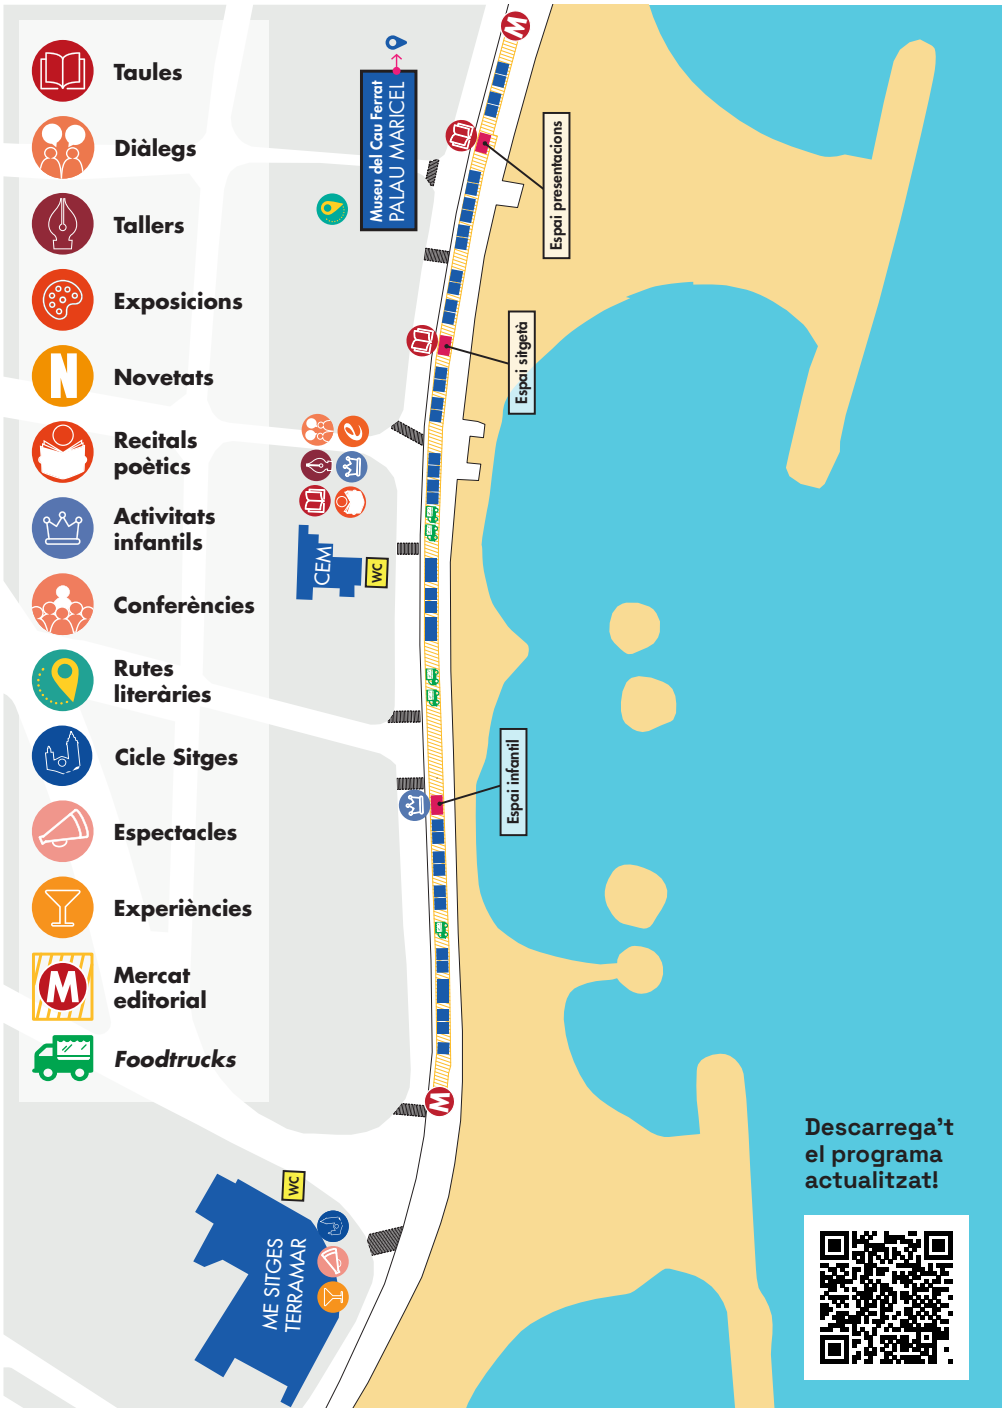 Taules
Diàlegs
Tallers
Exposicions
N
Novetats
Recitals
poètics
Activitats
infantils
Conferències
Rutes
literàries
Cicle Sitges
Espectacles
Experiències
M
Mercat
editorial
Foodtrucks
M
Museu del Cau Ferrat
PALAU MARICEL
Espai presentacions
Espai sitgetà
e
CEM
WC
Espai infantil
M
WC
ME SITGES
TERRAMAR
Descarrega't
el programa
actualitzat!